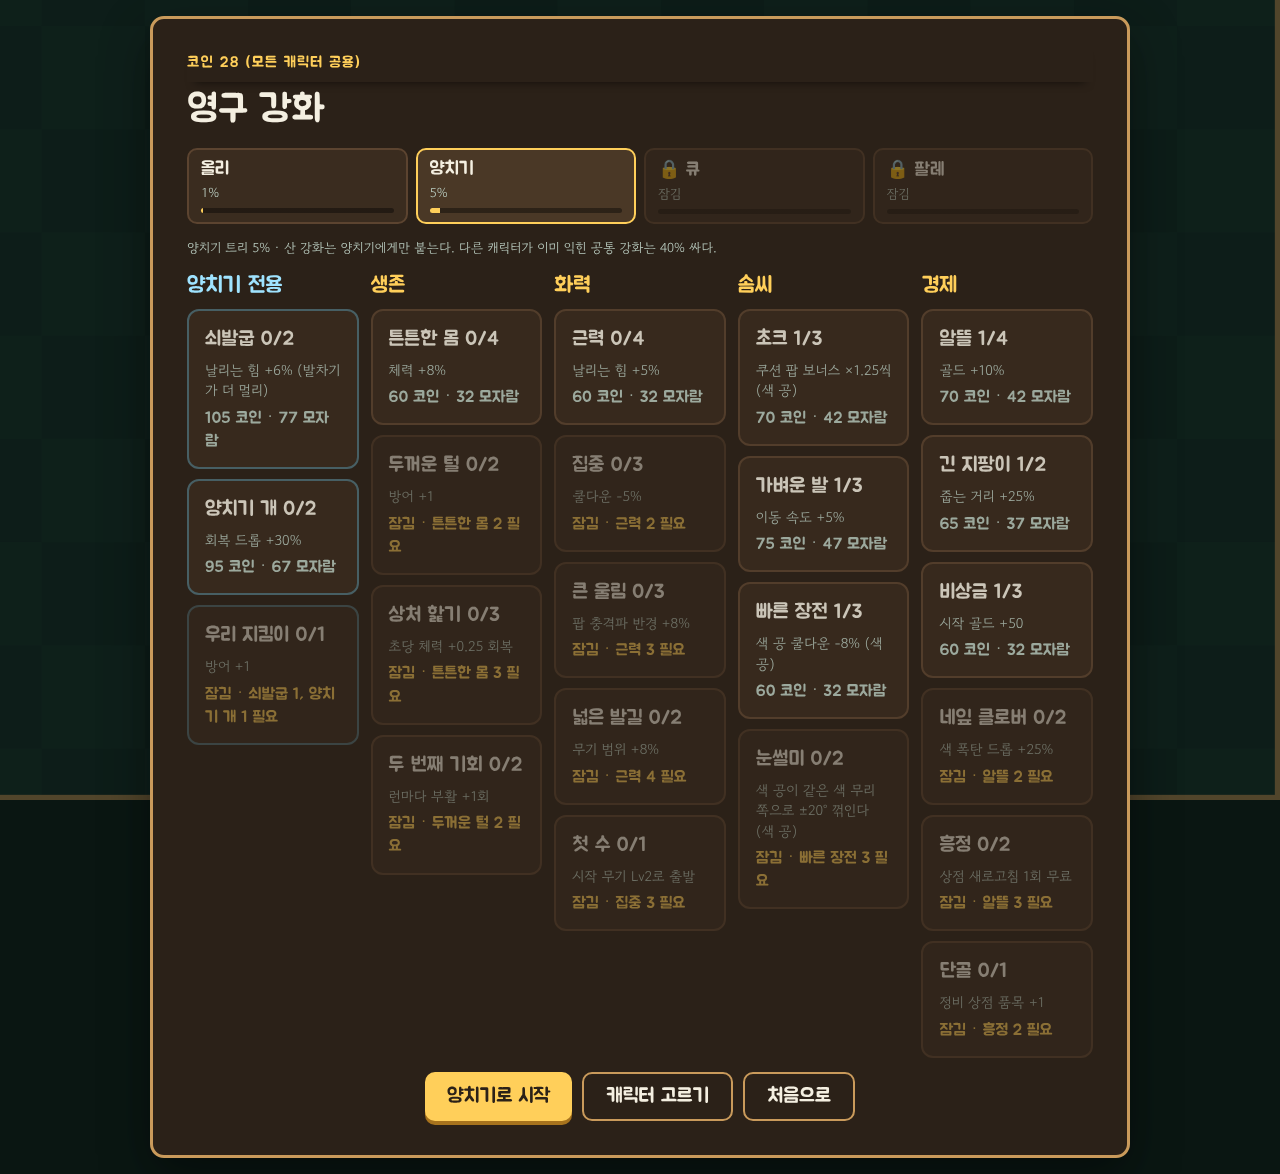 코인 28 (모든 캐릭터 공용)
영구 강화
올리
1%
양치기
5%
🔒 큐
잠김
🔒 팔레
잠김
양치기 트리 5% · 산 강화는 양치기에게만 붙는다. 다른 캐릭터가 이미 익힌 공통 강화는 40% 싸다.
양치기 전용
쇠발굽 0/2
날리는 힘 +6% (발차기
가 더 멀리)
105 코인 · 77 모자
람
양치기 개 0/2
회복 드롭 +30%
95 코인 · 67 모자람
우리 지킴이 0/1
방어 +1
잠김 · 쇠발굽 1, 양치
기 개 1 필요
생존
튼튼한 몸 0/4
체력 +8%
60 코인 · 32 모자람
두꺼운 털 0/2
방어 +1
잠김 · 튼튼한 몸 2 필
요
상처 핥기 0/3
초당 체력 +0.25 회복
잠김 · 튼튼한 몸 3 필
요
두 번째 기회 0/2
런마다 부활 +1회
잠김 · 두꺼운 털 2 필
요
화력
근력 0/4
날리는 힘 +5%
60 코인 · 32 모자람
집중 0/3
쿨다운 -5%
잠김 · 근력 2 필요
큰 울림 0/3
팝 충격파 반경 +8%
잠김 · 근력 3 필요
넓은 발길 0/2
무기 범위 +8%
잠김 · 근력 4 필요
첫 수 0/1
시작 무기 Lv2로 출발
잠김 · 집중 3 필요
솜씨
초크 1/3
쿠션 팝 보너스 ×1.25씩
(색 공)
70 코인 · 42 모자람
가벼운 발 1/3
이동 속도 +5%
75 코인 · 47 모자람
빠른 장전 1/3
색 공 쿨다운 -8% (색
공)
60 코인 · 32 모자람
눈썰미 0/2
색 공이 같은 색 무리
쪽으로 ±20° 꺾인다
(색 공)
잠김 · 빠른 장전 3 필
요
경제
알뜰 1/4
골드 +10%
70 코인 · 42 모자람
긴 지팡이 1/2
줍는 거리 +25%
65 코인 · 37 모자람
비상금 1/3
시작 골드 +50
60 코인 · 32 모자람
네잎 클로버 0/2
색 폭탄 드롭 +25%
잠김 · 알뜰 2 필요
흥정 0/2
상점 새로고침 1회 무료
잠김 · 알뜰 3 필요
단골 0/1
정비 상점 품목 +1
잠김 · 흥정 2 필요
양치기로 시작
캐릭터 고르기
처음으로